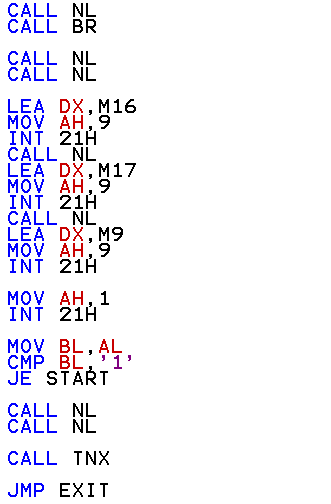 CALL NL
CALL BR
CALL NL
CALL NL
LEA DX,M16
MOV AH,9
INT 21H
CALL NL
LEA DX,M17
MOV AH,9
INT 21H
CALL NL
LEA DX,M9
MOV AH,9
INT 21H
MOV AH,1
INT 21H
MOV BL,AL
CMP BL,'1'
JE START
CALL NL
CALL NL
CALL TNX
JMP EXIT